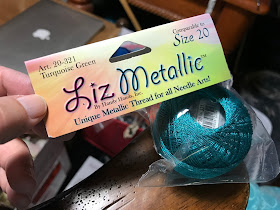 Art. 20-321
Turquoise Green
Comparable to
Size 20
Liz Metallic™
By Handy Hands, Inc.
Unique Metallic Thread for all Needle Arts!